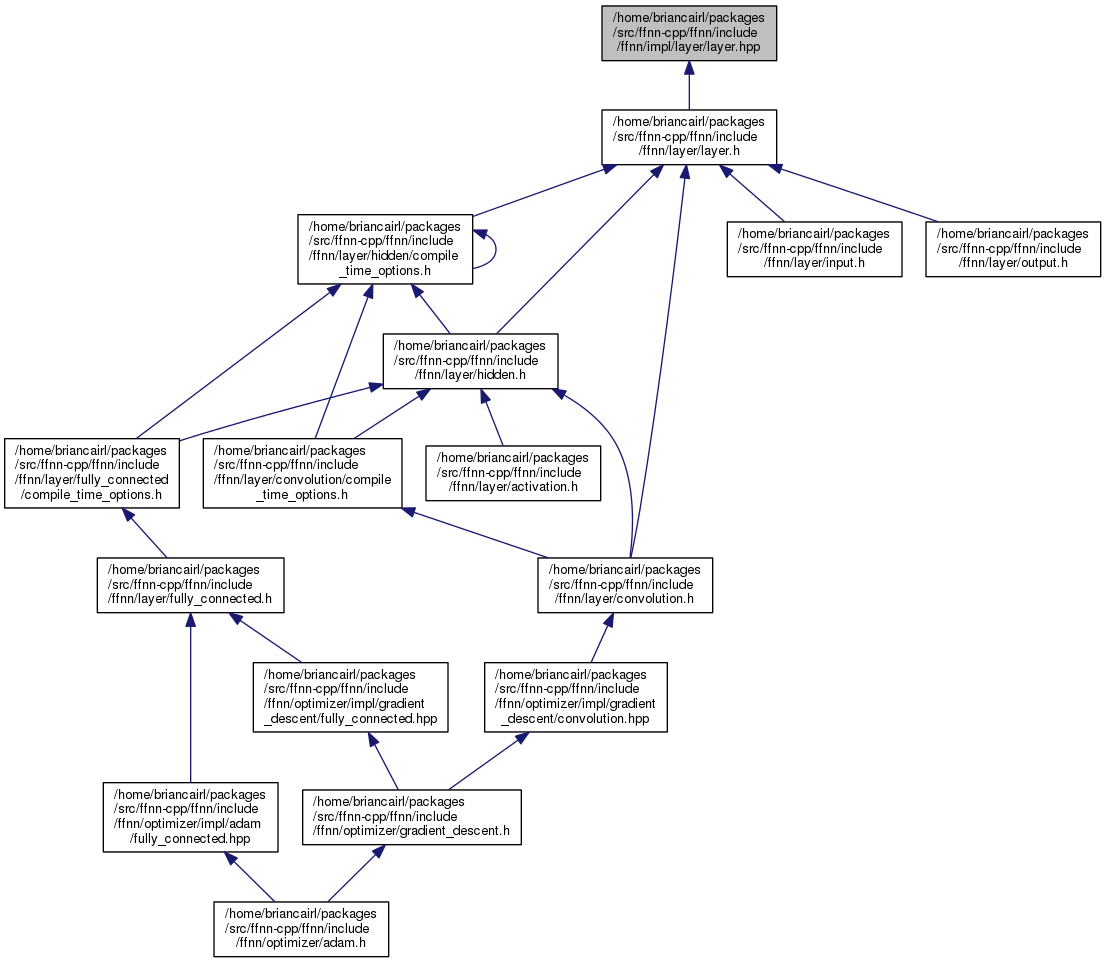 /home/briancairl/packages
/src/ffnn-cpp/ffnn/include
/ffnn/impl/layer/layer.hpp
/home/briancairl/packages
/src/ffnn-cpp/ffnn/include
/ffnn/layer/layer.h
/home/briancairl/packages
/src/ffnn-cpp/ffnn/include
/ffnn/layer/hidden/compile
_time_options.h
/home/briancairl/packages
/src/ffnn-cpp/ffnn/include
/ffnn/layer/input.h
/home/briancairl/packages
/src/ffnn-cpp/ffnn/include
/ffnn/layer/output.h
/home/briancairl/packages
/src/ffnn-cpp/ffnn/include
/ffnn/layer/hidden.h
/home/briancairl/packages
/src/ffnn-cpp/ffnn/include
/ffnn/layer/fully_connected
/compile_time_options.h
/home/briancairl/packages
/src/ffnn-cpp/ffnn/include
/ffnn/layer/convolution/compile
_time_options.h
/home/briancairl/packages
/src/ffnn-cpp/ffnn/include
/ffnn/layer/activation.h
/home/briancairl/packages
/src/ffnn-cpp/ffnn/include
/ffnn/layer/fully_connected.h
/home/briancairl/packages
/src/ffnn-cpp/ffnn/include
/ffnn/layer/convolution.h
/home/briancairl/packages
/src/ffnn-cpp/ffnn/include
/ffnn/optimizer/impl/gradient
_descent/fully_connected.hpp
/home/briancairl/packages
/src/ffnn-cpp/ffnn/include
/ffnn/optimizer/impl/gradient
_descent/convolution.hpp
/home/briancairl/packages
/src/ffnn-cpp/ffnn/include
/ffnn/optimizer/impl/adam
/fully_connected.hpp
/home/briancairl/packages
/src/ffnn-cpp/ffnn/include
/ffnn/optimizer/gradient_descent.h
/home/briancairl/packages
/src/ffnn-cpp/ffnn/include
/ffnn/optimizer/adam.h